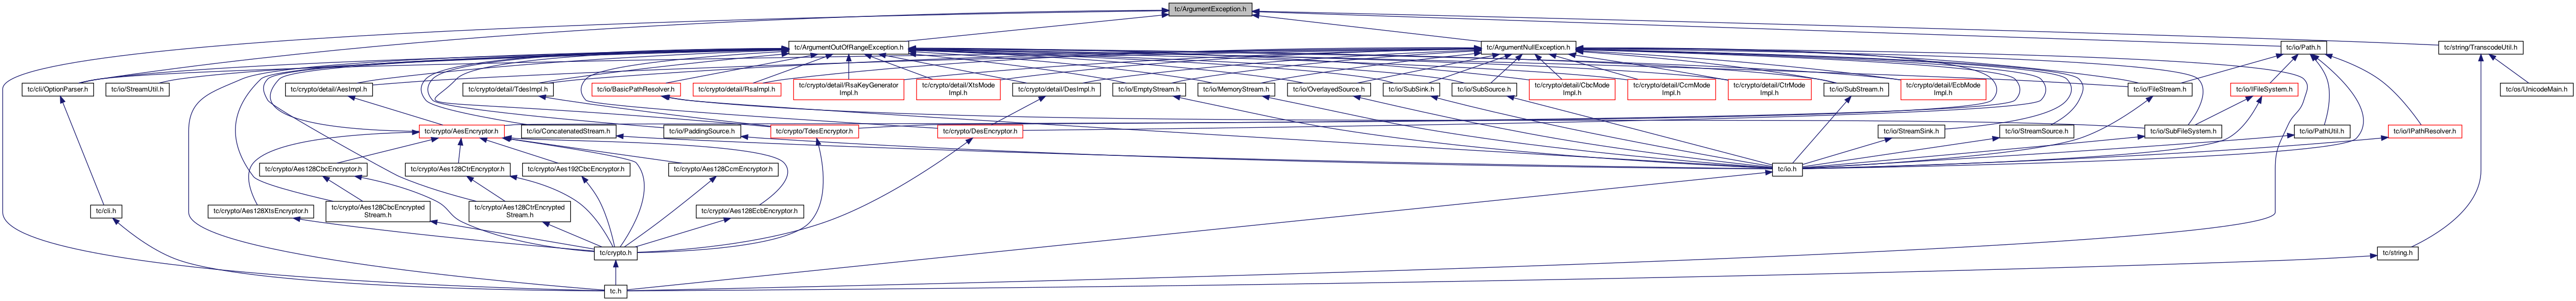 tc/ArgumentException.h
tc/ArgumentOutOfRangeException.h
tc/ArgumentNullException.h
tc/io/Path.h
tc/string/TranscodeUtil.h
tc/cli/OptionParser.h
tc/io/StreamUtil.h
tc/crypto/detail/AesImpl.h
tc/crypto/detail/TdesImpl.h
tc/io/BasicPathResolver.h
tc/crypto/detail/RsaImpl.h
tc/crypto/detail/RsaKeyGenerator
Impl.h
tc/crypto/detail/XtsMode
Impl.h
tc/crypto/detail/DesImpl.h
tc/io/EmptyStream.h
tc/io/MemoryStream.h
tc/io/OverlayedSource.h
tc/io/SubSink.h
tc/io/SubSource.h
tc/crypto/detail/CbcMode
Impl.h
tc/crypto/detail/CcmMode
Impl.h
tc/crypto/detail/CtrMode
Impl.h
tc/io/SubStream.h
tc/crypto/detail/EcbMode
Impl.h
tc/io/FileStream.h
tc/io/IFileSystem.h
tc/os/UnicodeMain.h
tc/crypto/AesEncryptor.h
tc/io/ConcatenatedStream.h
tc/io/PaddingSource.h
tc/crypto/TdesEncryptor.h
tc/crypto/DesEncryptor.h
tc/io/StreamSink.h
tc/io/StreamSource.h
tc/io/SubFileSystem.h
tc/io/PathUtil.h
tc/io/IPathResolver.h
tc/crypto/Aes128CbcEncryptor.h
tc/crypto/Aes128CtrEncryptor.h
tc/crypto/Aes192CbcEncryptor.h
tc/crypto/Aes128CcmEncryptor.h
tc/io.h
tc/cli.h
tc/crypto/Aes128XtsEncryptor.h
tc/crypto/Aes128CbcEncrypted
Stream.h
tc/crypto/Aes128CtrEncrypted
Stream.h
tc/crypto/Aes128EcbEncryptor.h
tc/crypto.h
tc/string.h
tc.h